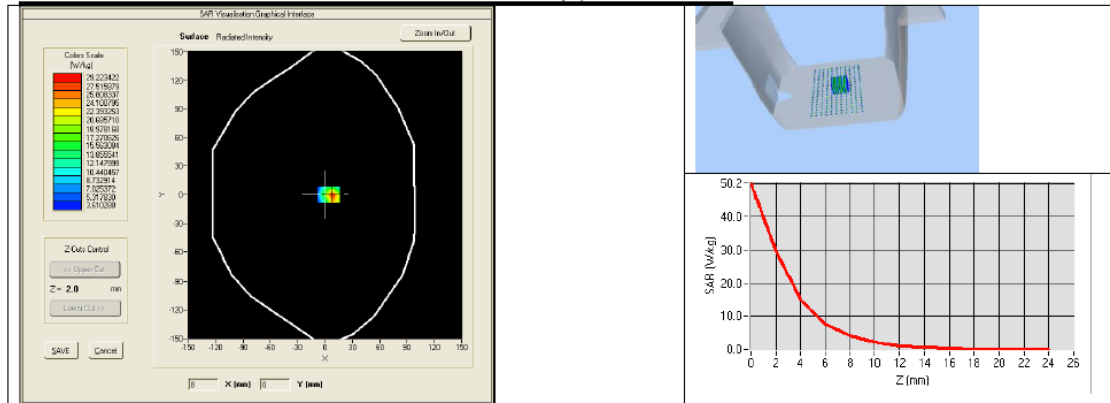 SAR Visualisation Graphical Interface
Surface Radiated Intensity
Zoom In/Out
Colors Scale
(W/kg)
29.223422
27.515879
25.808337
24.100795
22.393253
20.685710
18.978168
17.270626
15.563084
13.855541
12.147999
10.440457
8.732914
7.025372
5.317830
3.610288
150
120
90
60
30
0
-30
-60
-90
-120
-150
Y
-150 -120 -90 -60 -30 0 30 60 90 120 150
X
Z-Cuts Control
<< Upper Cut
Z = 2.0 mm
Lower Cut >>
SAVE Cancel
8 X (mm) 0 Y (mm)
50.2
40.0
30.0
20.0
10.0
0.0
SAR (W/kg)
0 2 4 6 8 10 12 14 16 18 20 22 24 26
Z (mm)